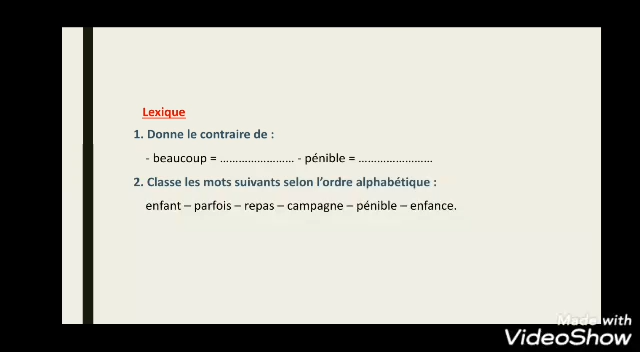 Lexique
1. Donne le contraire de :
- beaucoup = ........................ - pénible = ........................
2. Classe les mots suivants selon l’ordre alphabétique :
enfant – parfois – repas – campagne – pénible – enfance.
Made with
VideoShow